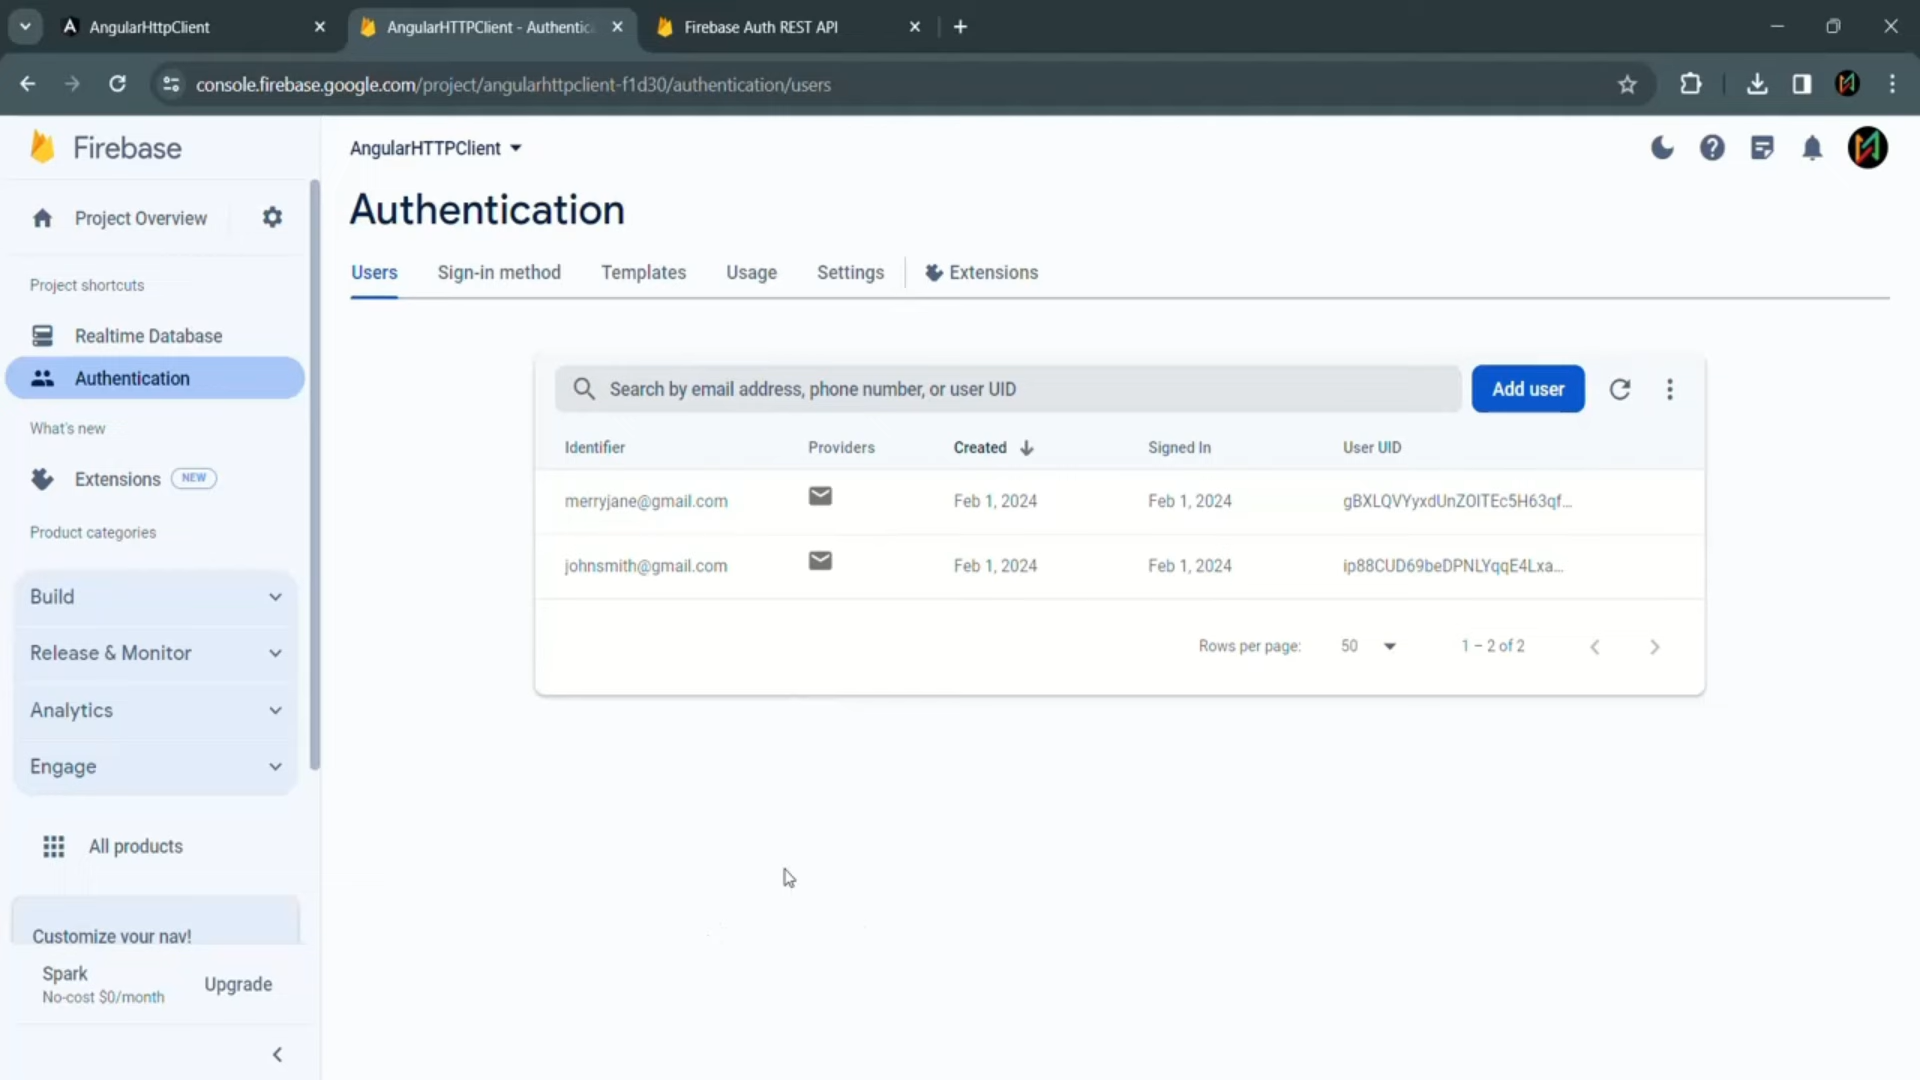 AngularHttpClient
AngularHTTPClient - Authentic
Firebase Auth REST API
console.firebase.google.com/project/angularhttpclient-f1d30/authentication/users
Firebase
AngularHTTPClient
Project Overview
Authentication
Users Sign-in method Templates Usage Settings Extensions
Project shortcuts
Realtime Database
Authentication
What's new
Extensions NEW
Product categories
Build
Release & Monitor
Analytics
Engage
All products
Customize your nav!
Spark
No-cost $0/month
Upgrade
Search by email address, phone number, or user UID
Add user
Identifier Providers Created Signed In User UID
merryjane@gmail.com Feb 1, 2024 Feb 1, 2024 gBXLQVYyxdUnZOITEc5H63qf...
johnsmith@gmail.com Feb 1, 2024 Feb 1, 2024 ip88CUD69beDPNLYqqE4Lxa...
Rows per page: 50 1 – 2 of 2